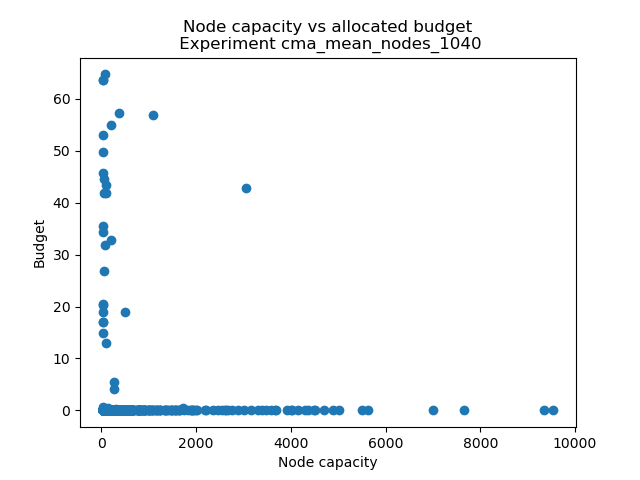 Node capacity vs allocated budget
Experiment cma_mean_nodes_1040
Budget
60
50
40
30
20
10
0
0 2000 4000 6000 8000 10000
Node capacity